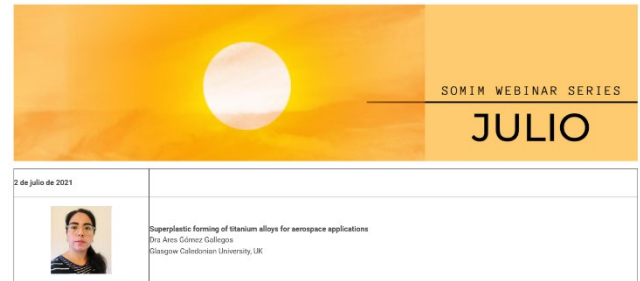 SOMIM WEBINAR SERIES
JULIO
2 de julio de 2021
Superplastic forming of titanium alloys for aerospace applications
Dra Ares Gómez Gallegos
Glasgow Caledonian University, UK